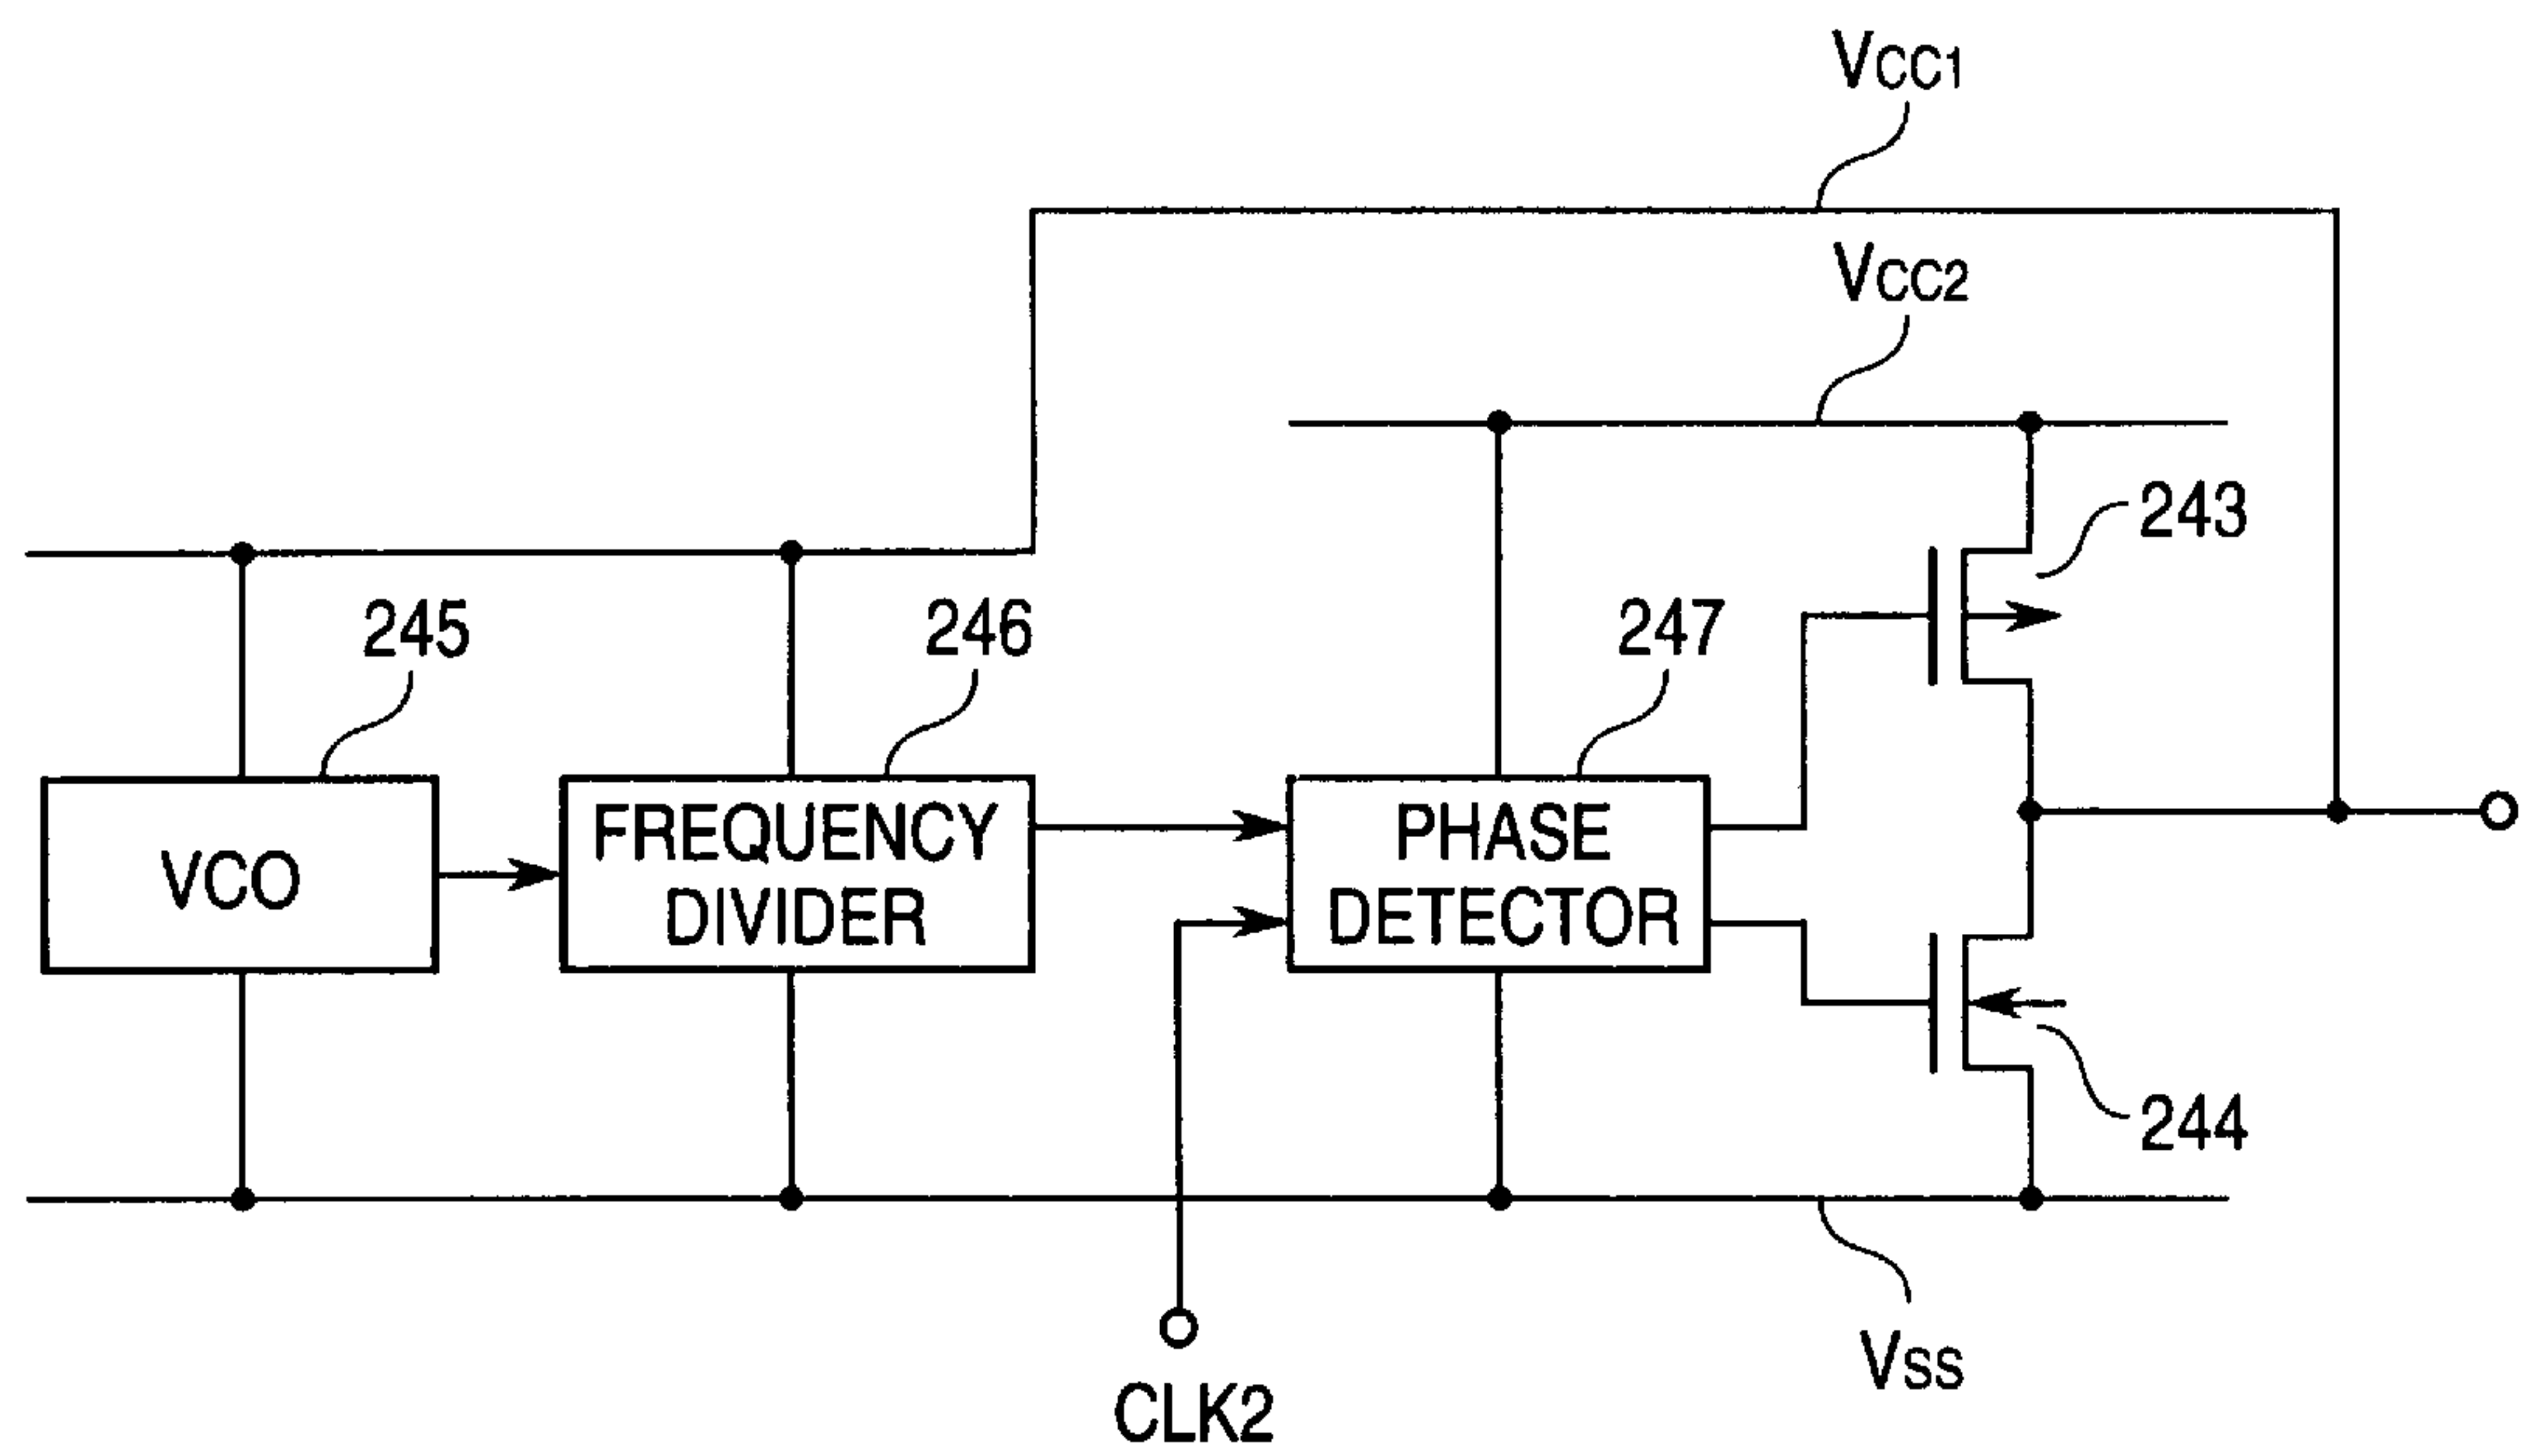 VCC1
VCC2
243
245
246
247
VCO
FREQUENCY
DIVIDER
PHASE
DETECTOR
244
VSS
CLK2